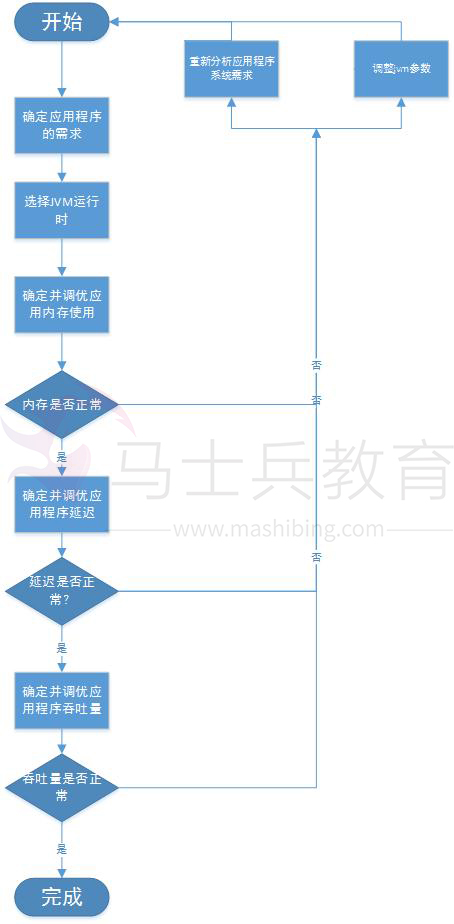 开始
重新分析应用程序
系统需求
调整jvm参数
确定应用程序
的需求
选择JVM运行
时
确定并调优应
用内存使用
否
内存是否正常
否
是
马士兵教育
确定并调优应
用程序延迟
www.mashibing.com
否
延迟是否正
常？
是
确定并调优应
用程序吞吐量
吞吐量是否正
常
是
完成